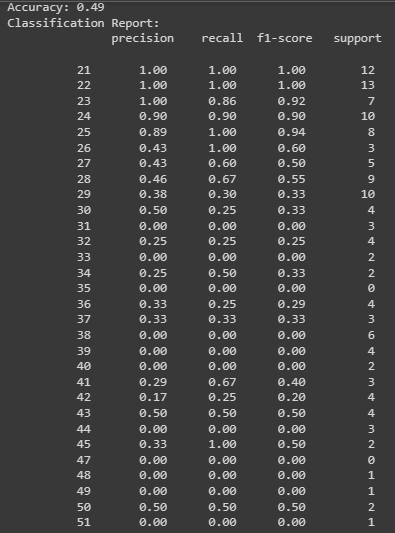 Accuracy: 0.49
Classification Report:
precision recall f1-score support
21 1.00 1.00 1.00 12
22 1.00 1.00 1.00 13
23 1.00 0.86 0.92 7
24 0.90 0.90 0.90 10
25 0.89 1.00 0.94 8
26 0.43 1.00 0.60 3
27 0.43 0.60 0.50 5
28 0.46 0.67 0.55 9
29 0.38 0.30 0.33 10
30 0.50 0.25 0.33 4
31 0.00 0.00 0.00 3
32 0.25 0.25 0.25 4
33 0.00 0.00 0.00 2
34 0.25 0.50 0.33 2
35 0.00 0.00 0.00 0
36 0.33 0.25 0.29 4
37 0.33 0.33 0.33 3
38 0.00 0.00 0.00 6
39 0.00 0.00 0.00 4
40 0.00 0.00 0.00 2
41 0.29 0.67 0.40 3
42 0.17 0.25 0.20 4
43 0.50 0.50 0.50 4
44 0.00 0.00 0.00 3
45 0.33 1.00 0.50 2
47 0.00 0.00 0.00 0
48 0.00 0.00 0.00 1
49 0.00 0.00 0.00 1
50 0.50 0.50 0.50 2
51 0.00 0.00 0.00 1